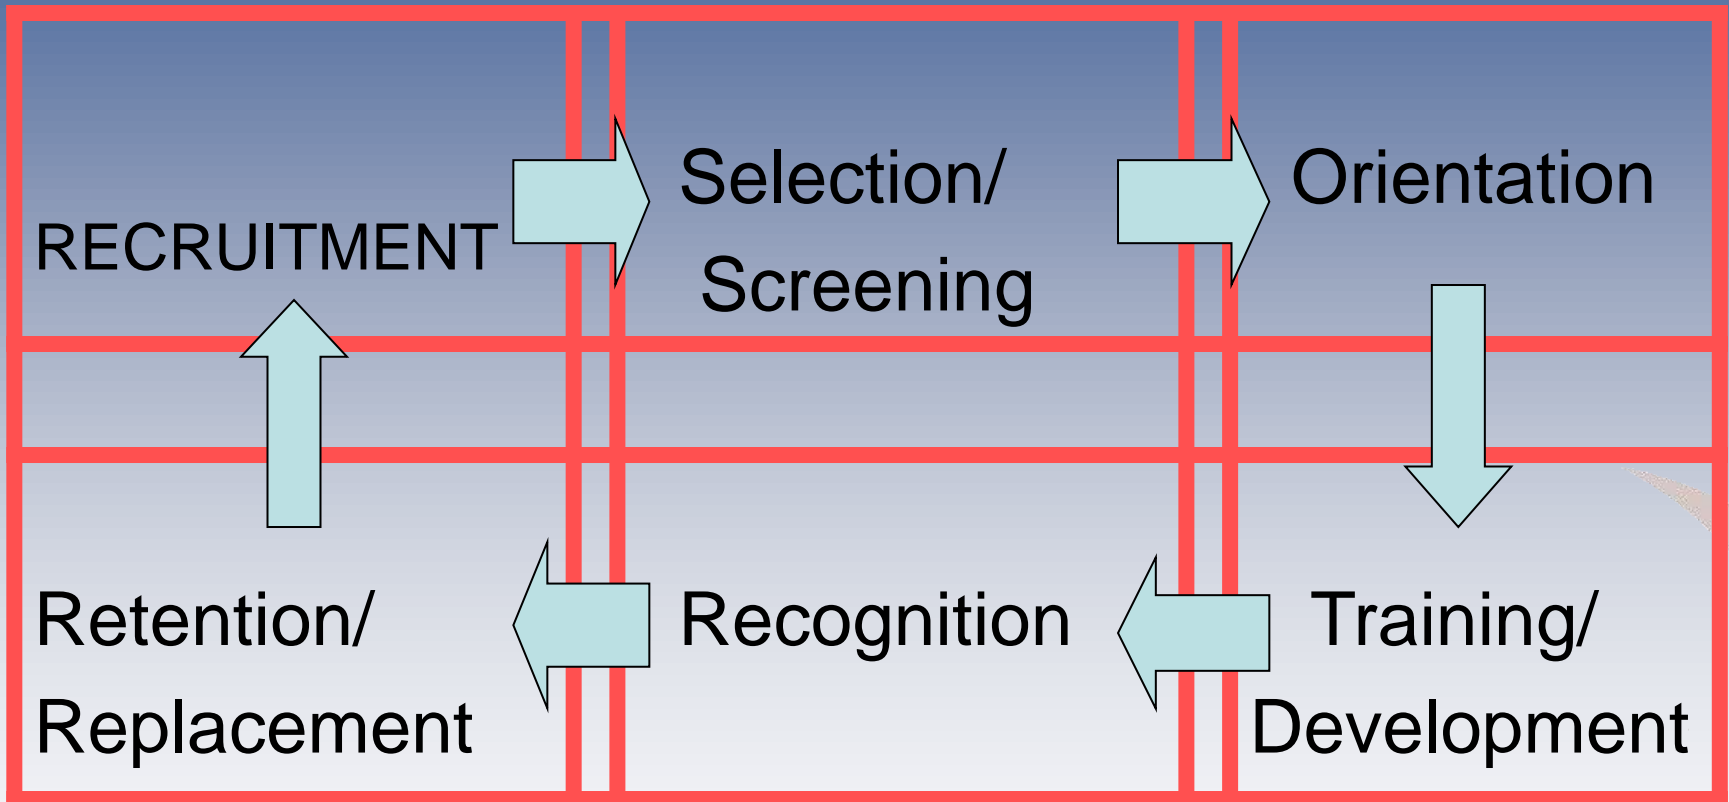 RECRUITMENT
Selection/
Screening
Orientation
Retention/
Replacement
Recognition
Training/
Development